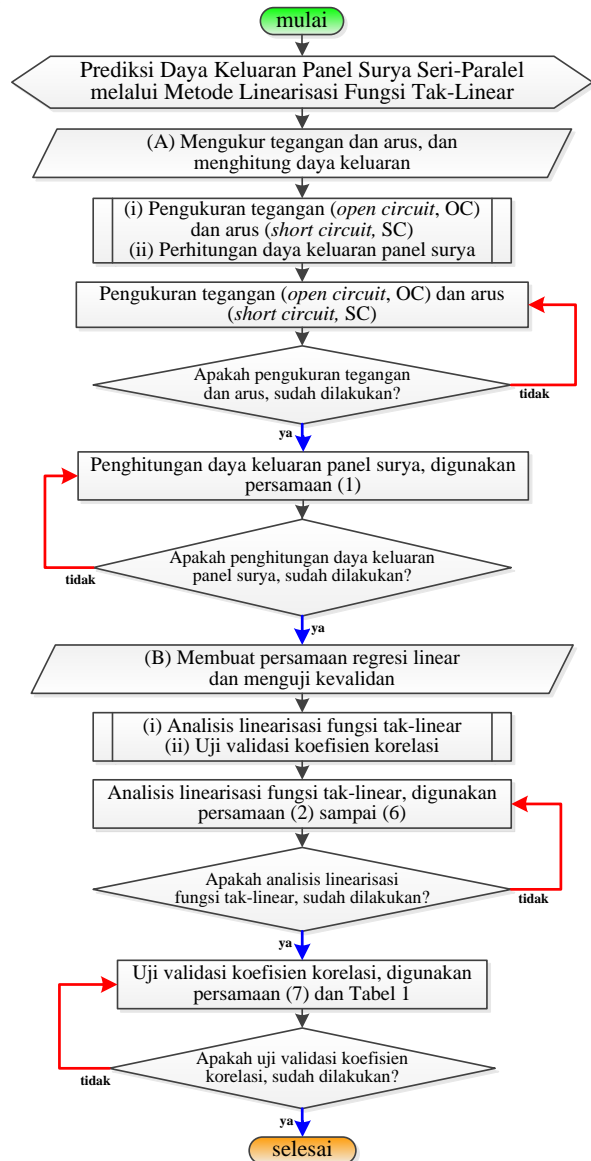 mulai
Prediksi Daya Keluaran Panel Surya Seri-Paralel
melalui Metode Linearisasi Fungsi Tak-Linear
(A) Mengukur tegangan dan arus, dan
menghitung daya keluaran
(i) Pengukuran tegangan (open circuit, OC)
dan arus (short circuit, SC)
(ii) Perhitungan daya keluaran panel surya
Pengukuran tegangan (open circuit, OC) dan arus
(short circuit, SC)
Apakah pengukuran tegangan
dan arus, sudah dilakukan?
tidak
ya
Penghitungan daya keluaran panel surya, digunakan
persamaan (1)
Apakah penghitungan daya keluaran
panel surya, sudah dilakukan?
tidak
ya
(B) Membuat persamaan regresi linear
dan menguji kevalidan
(i) Analisis linearisasi fungsi tak-linear
(ii) Uji validasi koefisien korelasi
Analisis linearisasi fungsi tak-linear, digunakan
persamaan (2) sampai (6)
Apakah analisis linearisasi
fungsi tak-linear, sudah dilakukan?
tidak
ya
Uji validasi koefisien korelasi, digunakan
persamaan (7) dan Tabel 1
Apakah uji validasi koefisien
korelasi, sudah dilakukan?
tidak
ya
selesai